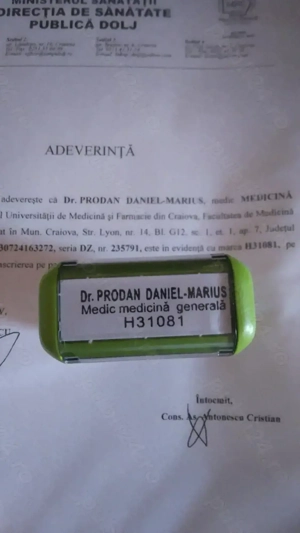 MINISTERUL SĂNĂTĂȚII
DIRECȚIA DE SĂNĂTATE
PUBLICĂ DOLJ
ADEVERINȚĂ
adeverește că Dr. PRODAN DANIEL-MARIUS, medic MEDICINĂ
Universității de Medicină și Farmacie din Craiova, Facultatea de Medicină
în Mun. Craiova, Str. Lyon, nr. 14, Bl. G12, sc. 1, et. 1, ap. 7, Județul
30724163272, seria DZ, nr. 235791, este în evidență cu marca H31081, pe
Dr. PRODAN DANIEL-MARIUS
Medic medicină generală
H31081
Întocmit,
Cons. Antonescu Cristian